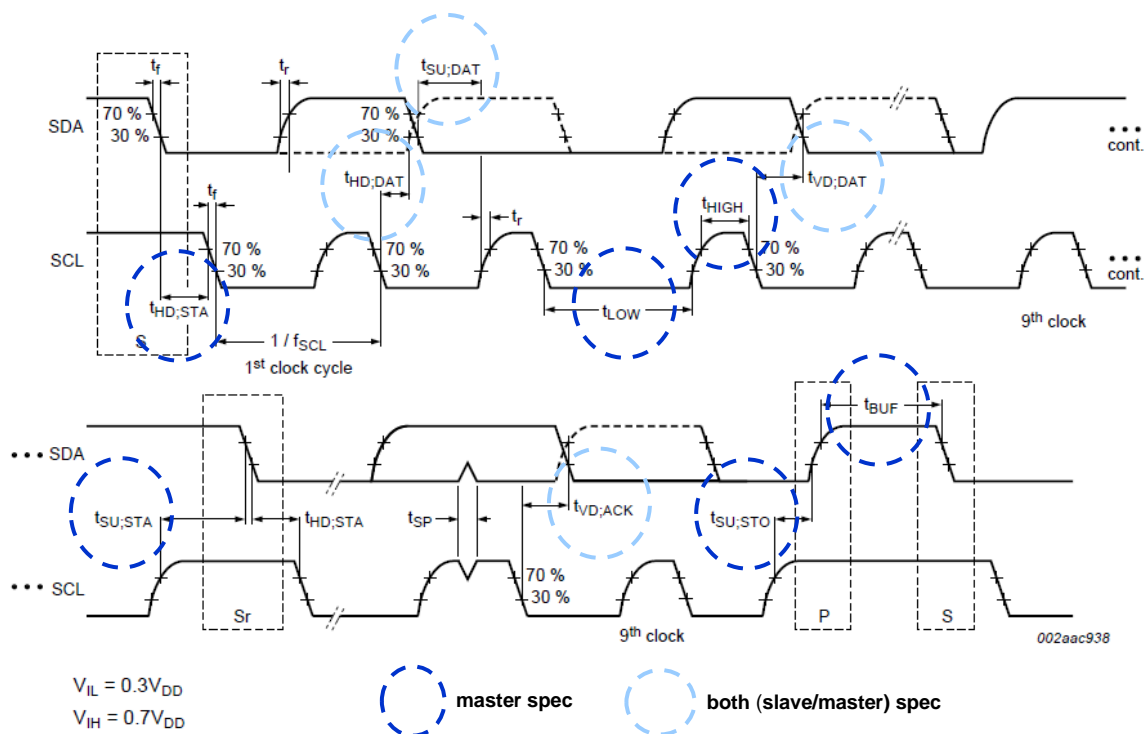 tf tr tSU;DAT
70 % 70 %
SDA 30 % 30 % ••• cont.
tHD;DAT tVD;DAT
tf tr tHIGH
70 % 70 % 70 % 70 %
SCL 30 % 30 % 30 % 30 % ••• cont.
tHD;STA tLOW
S 1 / fSCL 9th clock
1st clock cycle
tBUF
••• SDA
tSU;STA tHD;STA tSP tVD;ACK tSU;STO
70 %
••• SCL 30 %
Sr 9th clock P S
002aac938
VIL = 0.3VDD
VIH = 0.7VDD
master spec
both (slave/master) spec